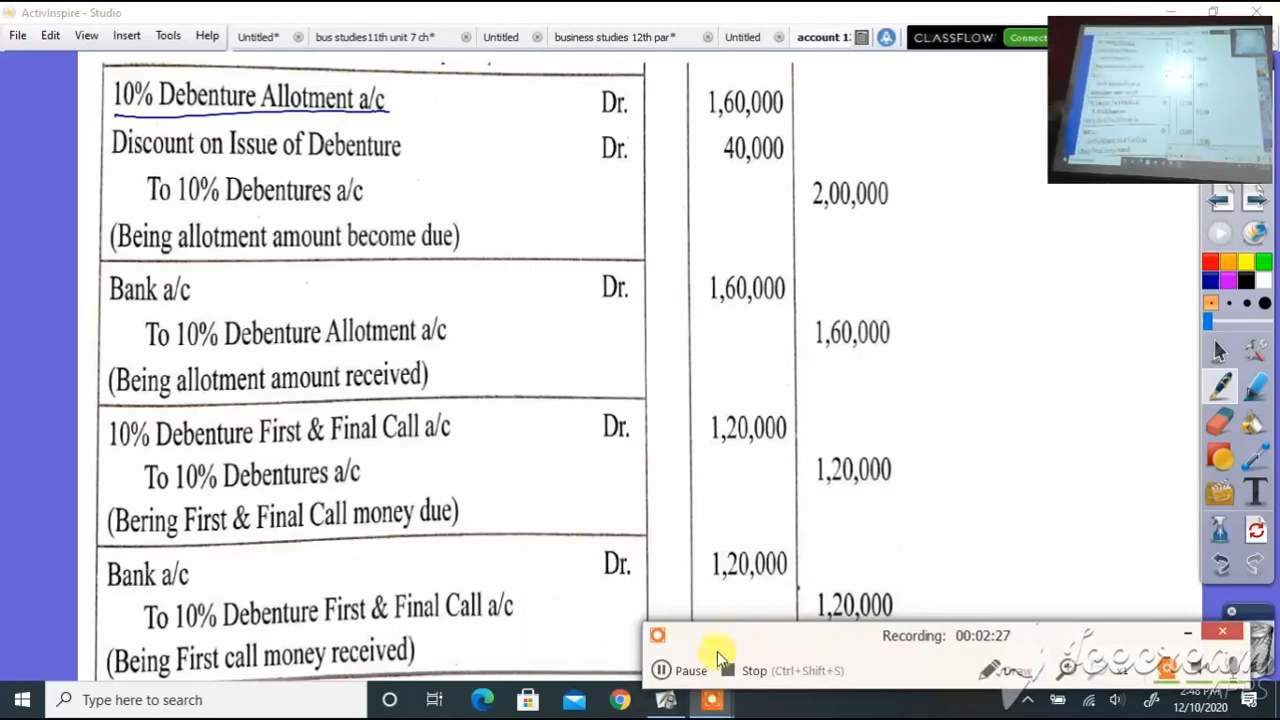 ActivInspire - Studio
File Edit View Insert Tools Help Untitled* bus studies11th unit 7 ch* Untitled business studies 12th par* Untitled account 12 CLASSFLOW Connect
10% Debenture Allotment a/c Dr. 1,60,000
Discount on Issue of Debenture Dr. 40,000
To 10% Debentures a/c 2,00,000
(Being allotment amount become due)
Bank a/c Dr. 1,60,000
To 10% Debenture Allotment a/c 1,60,000
(Being allotment amount received)
10% Debenture First & Final Call a/c Dr. 1,20,000
To 10% Debentures a/c 1,20,000
(Bering First & Final Call money due)
Bank a/c Dr. 1,20,000
To 10% Debenture First & Final Call a/c 1,20,000
(Being First call money received)
Recording: 00:02:27
Pause Stop (Ctrl+Shift+S) Draw
Icecream
APPS
Type here to search
2:48 PM
12/10/2020